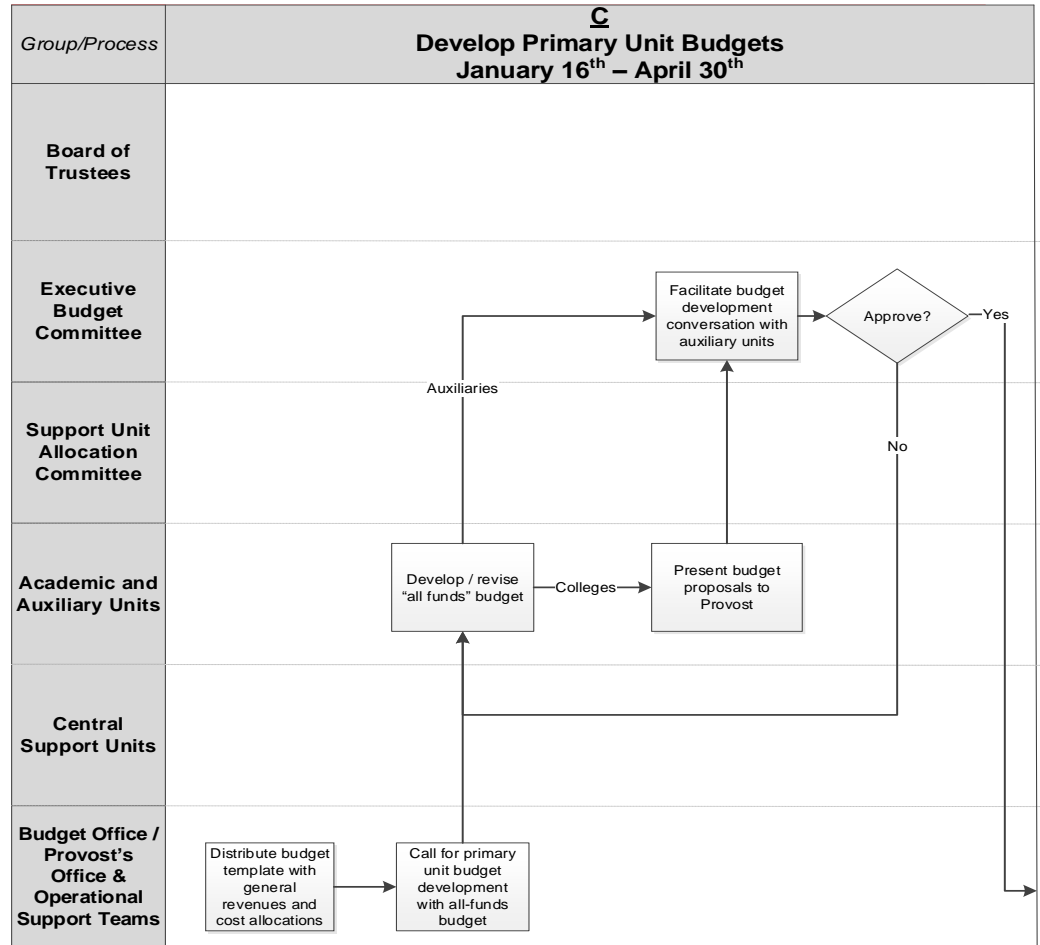 Group/Process
C
Develop Primary Unit Budgets
January 16th – April 30th
Board of
Trustees
Executive
Budget
Committee
Facilitate budget
development
conversation with
auxiliary units
Approve?
Yes
Auxiliaries
Support Unit
Allocation
Committee
No
Academic and
Auxiliary Units
Develop / revise
“all funds” budget
Colleges
Present budget
proposals to
Provost
Central
Support Units
Budget Office /
Provost's
Office &
Operational
Support Teams
Distribute budget
template with
general
revenues and
cost allocations
Call for primary
unit budget
development
with all-funds
budget